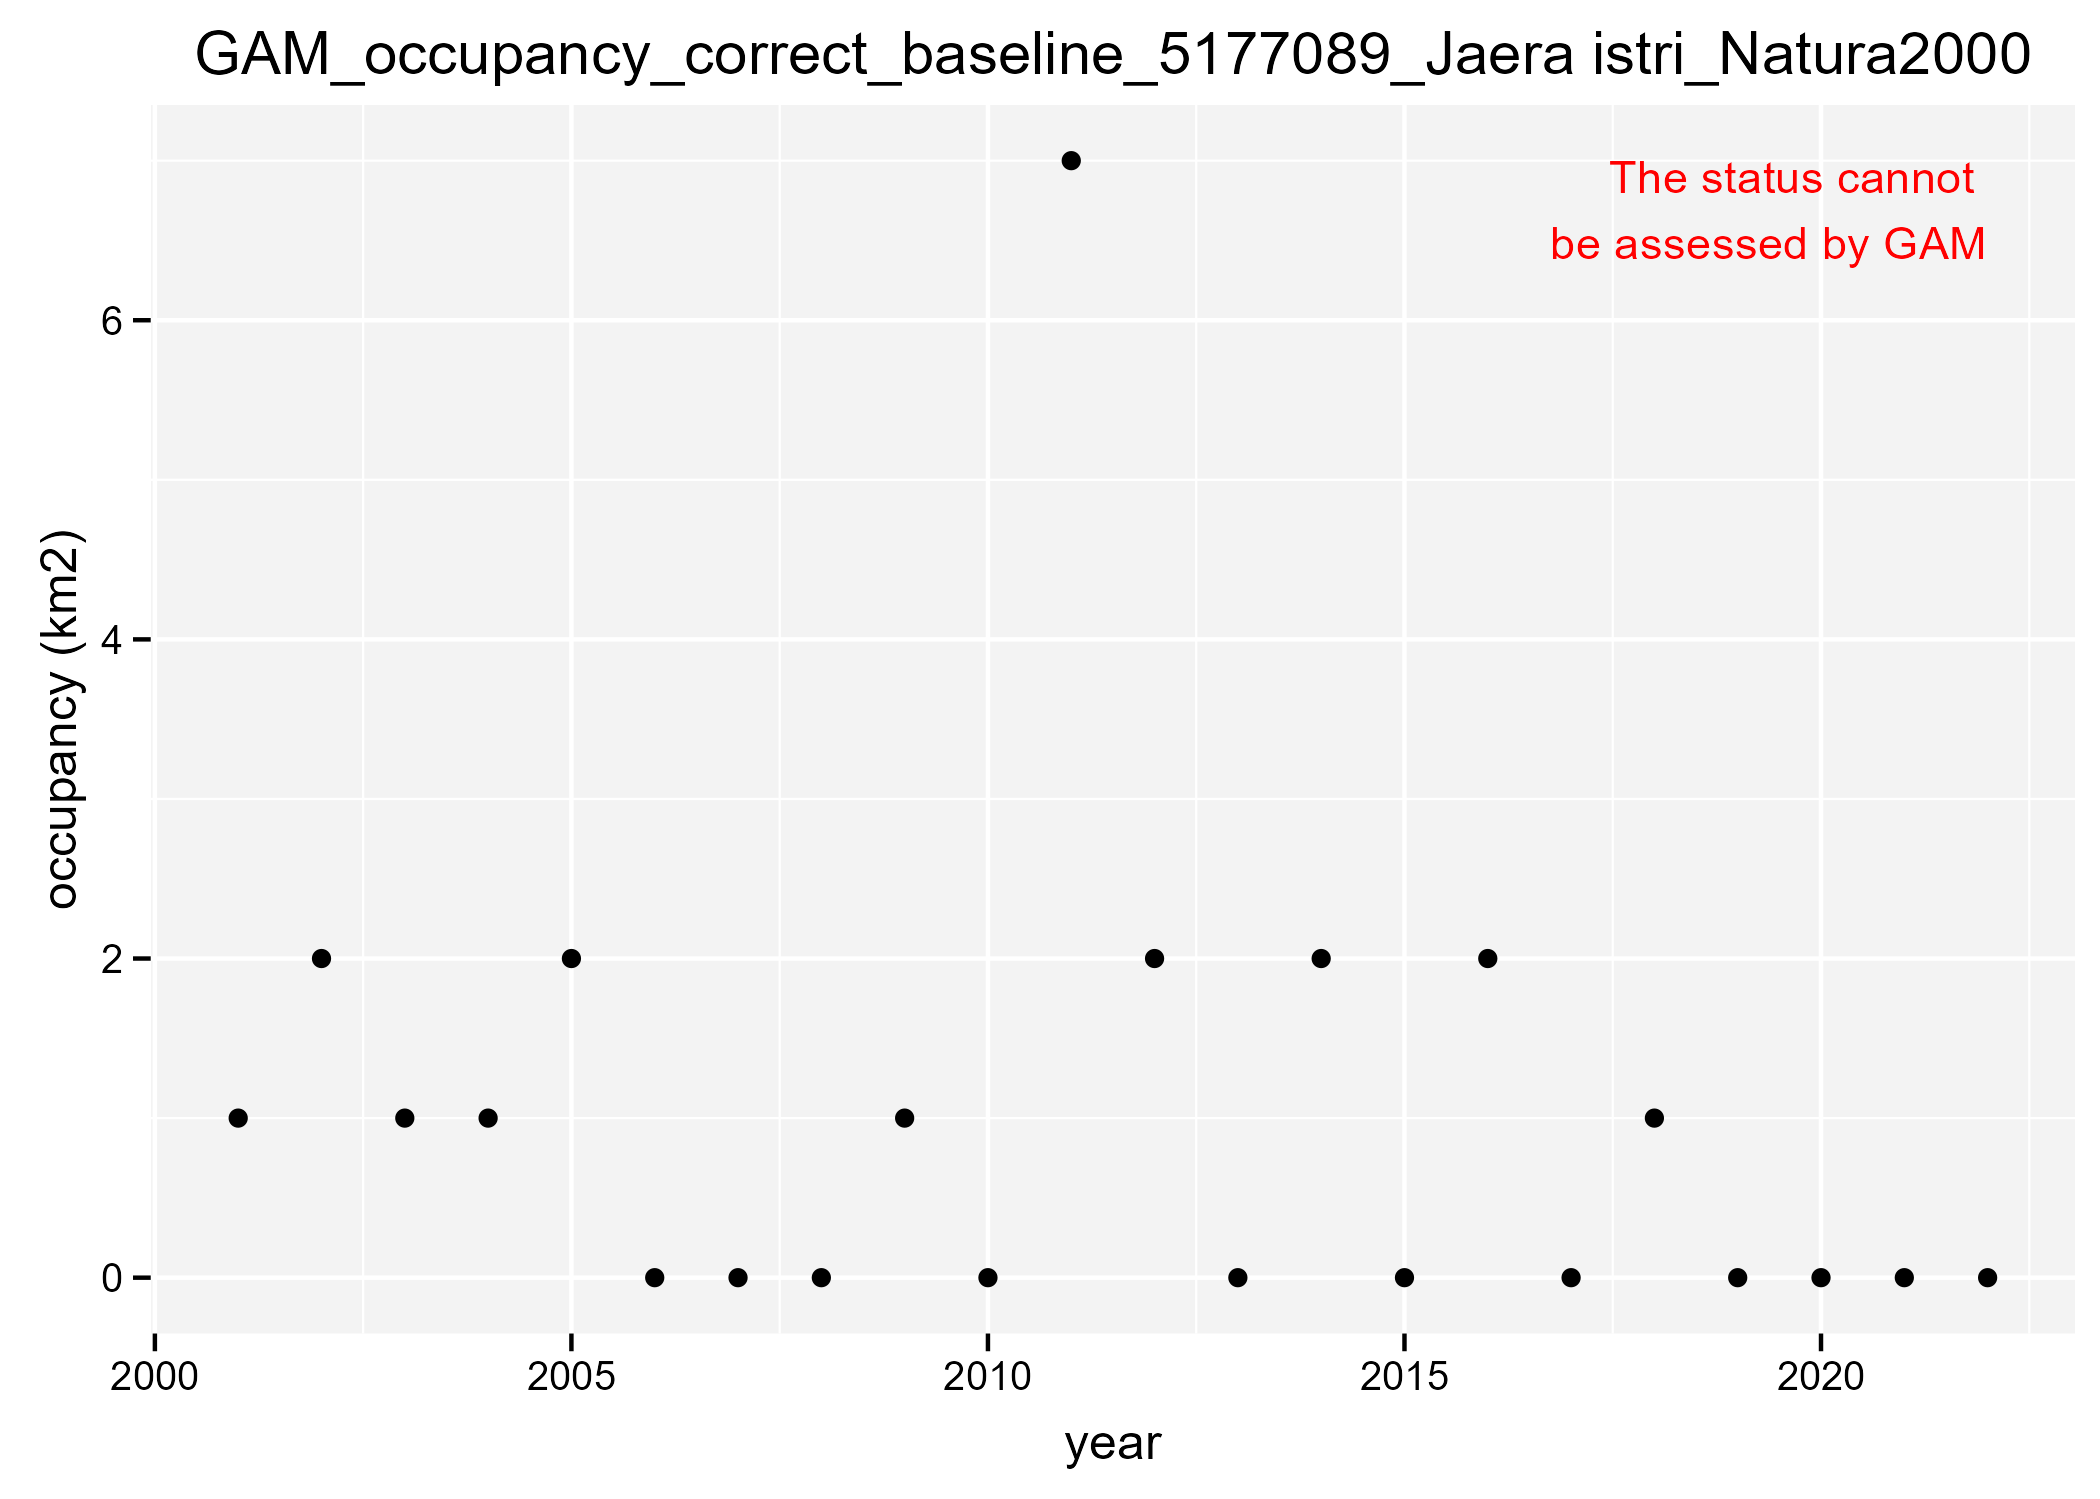 GAM_occupancy_correct_baseline_5177089_Jaera istri_Natura2000
The status cannot
be assessed by GAM
occupancy (km2)
6
4
2
0
2000
2005
2010
2015
2020
year